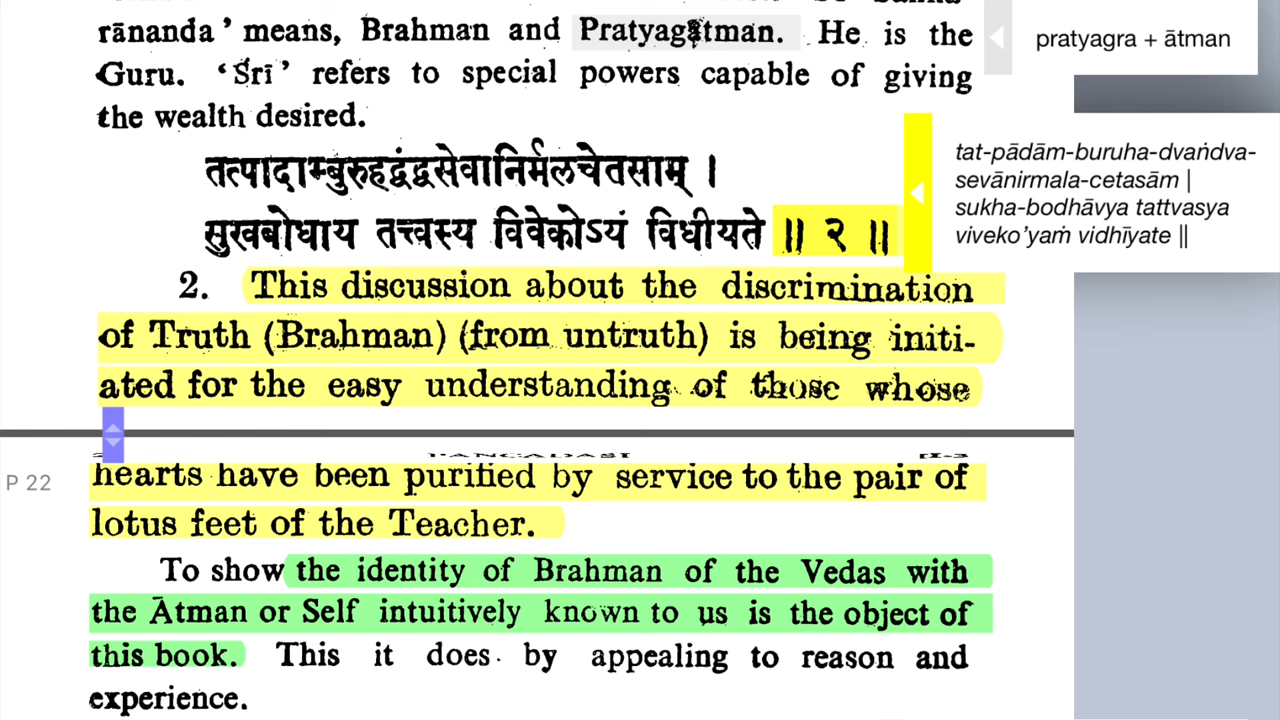 rānanda’ means, Brahman and Pratyagātman. He is the
Guru. ‘Śrī’ refers to special powers capable of giving
the wealth desired.
pratyagra + ātman
तत्पादाम्बुरुहद्वंद्वसेवानिर्मलचेतसाम् ।
सुखबोधाय तत्त्वस्य विवेकोऽयं विधीयते ॥ २ ॥
tat-pādām-buruha-dvaṅdva-
sevānirmala-cetasām |
sukha-bodhāvya tattvasya
viveko’yaṁ vidhīyate ||
2. This discussion about the discrimination
of Truth (Brahman) (from untruth) is being initi-
ated for the easy understanding of those whose
P 22
hearts have been purified by service to the pair of
lotus feet of the Teacher.
To show the identity of Brahman of the Vedas with
the Ātman or Self intuitively known to us is the object of
this book. This it does by appealing to reason and
experience.